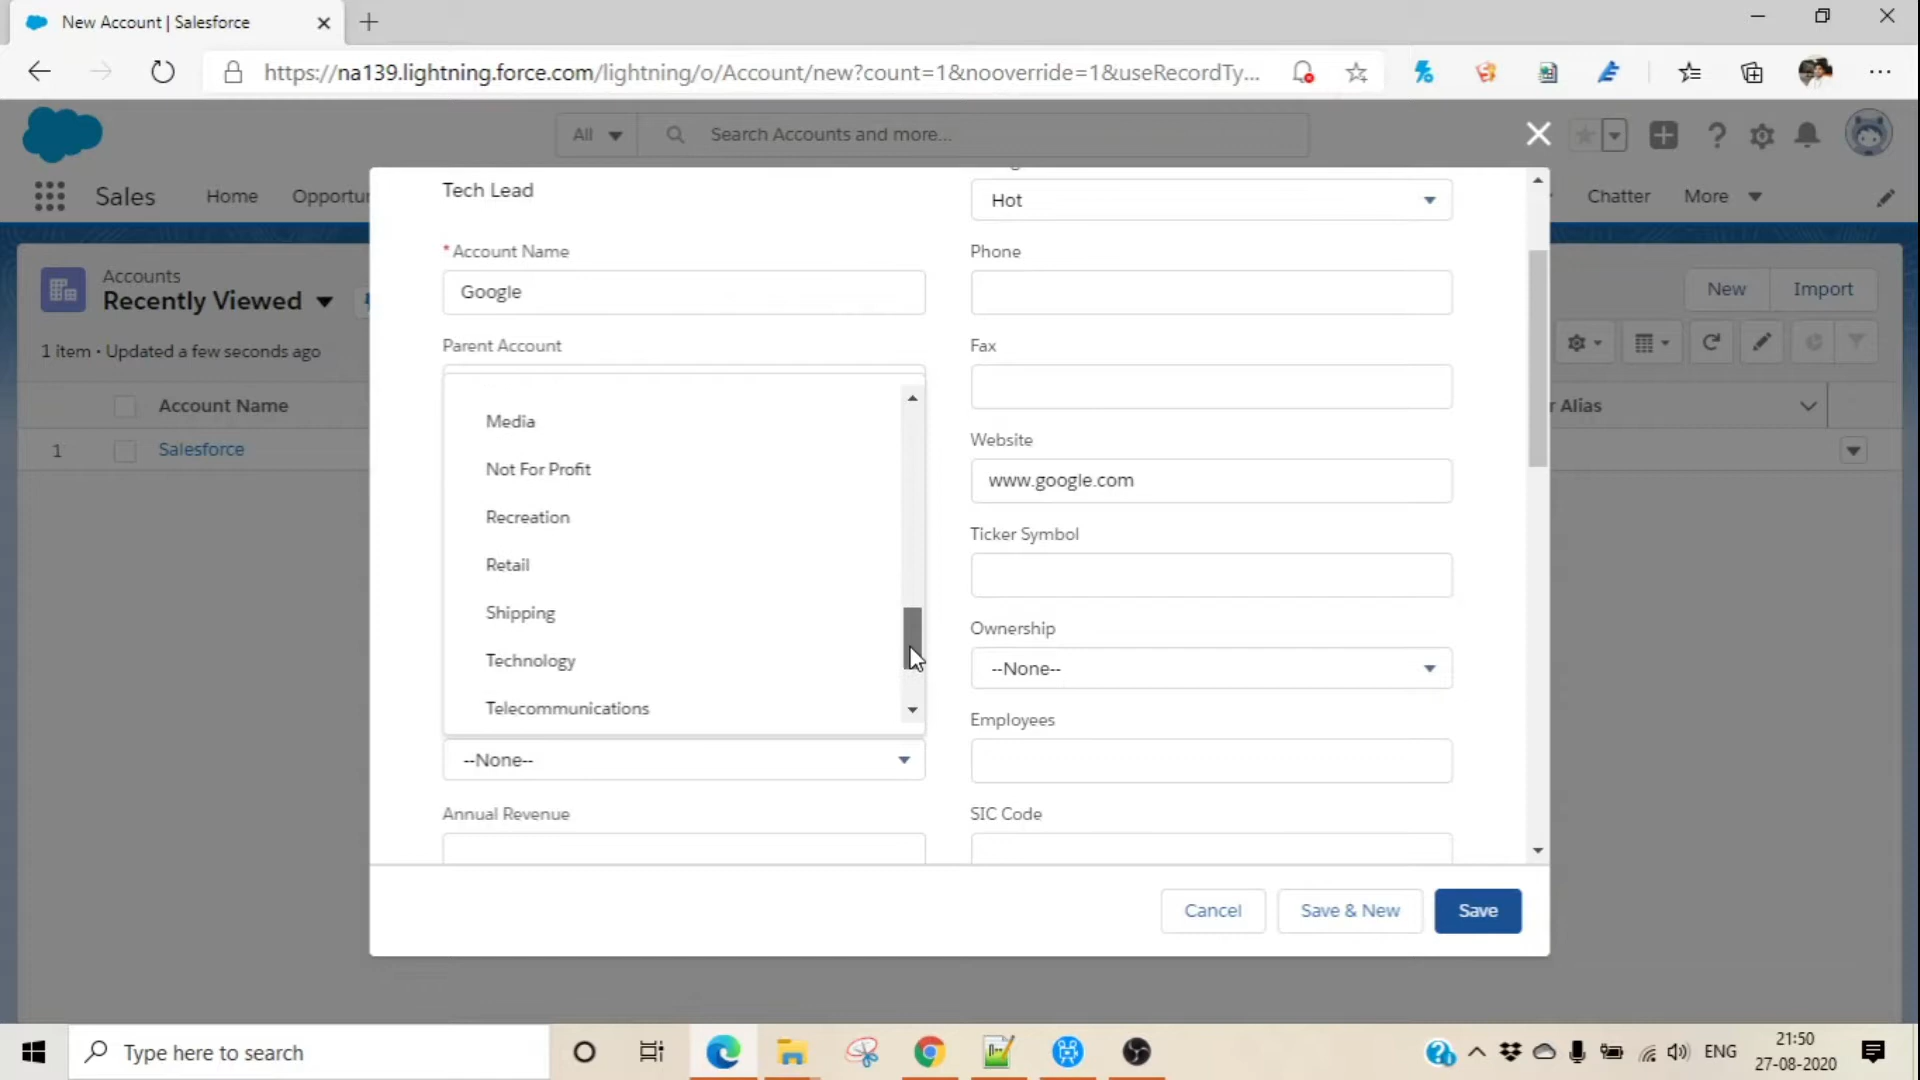 New Account | Salesforce
https://na139.lightning.force.com/lightning/o/Account/new?count=1&nooverride=1&useRecordTy...
All
Search Accounts and more...
Sales
Home
Chatter
More
Accounts
Recently Viewed
1 item • Updated a few seconds ago
New
Import
Account Name
Alias
1
Salesforce
Tech Lead
Hot
*Account Name
Google
Phone
Parent Account
Fax
Media
Not For Profit
Recreation
Retail
Shipping
Technology
Telecommunications
Website
www.google.com
Ticker Symbol
Ownership
--None--
Employees
--None--
Annual Revenue
SIC Code
Cancel
Save & New
Save
Type here to search
ENG
21:50
27-08-2020